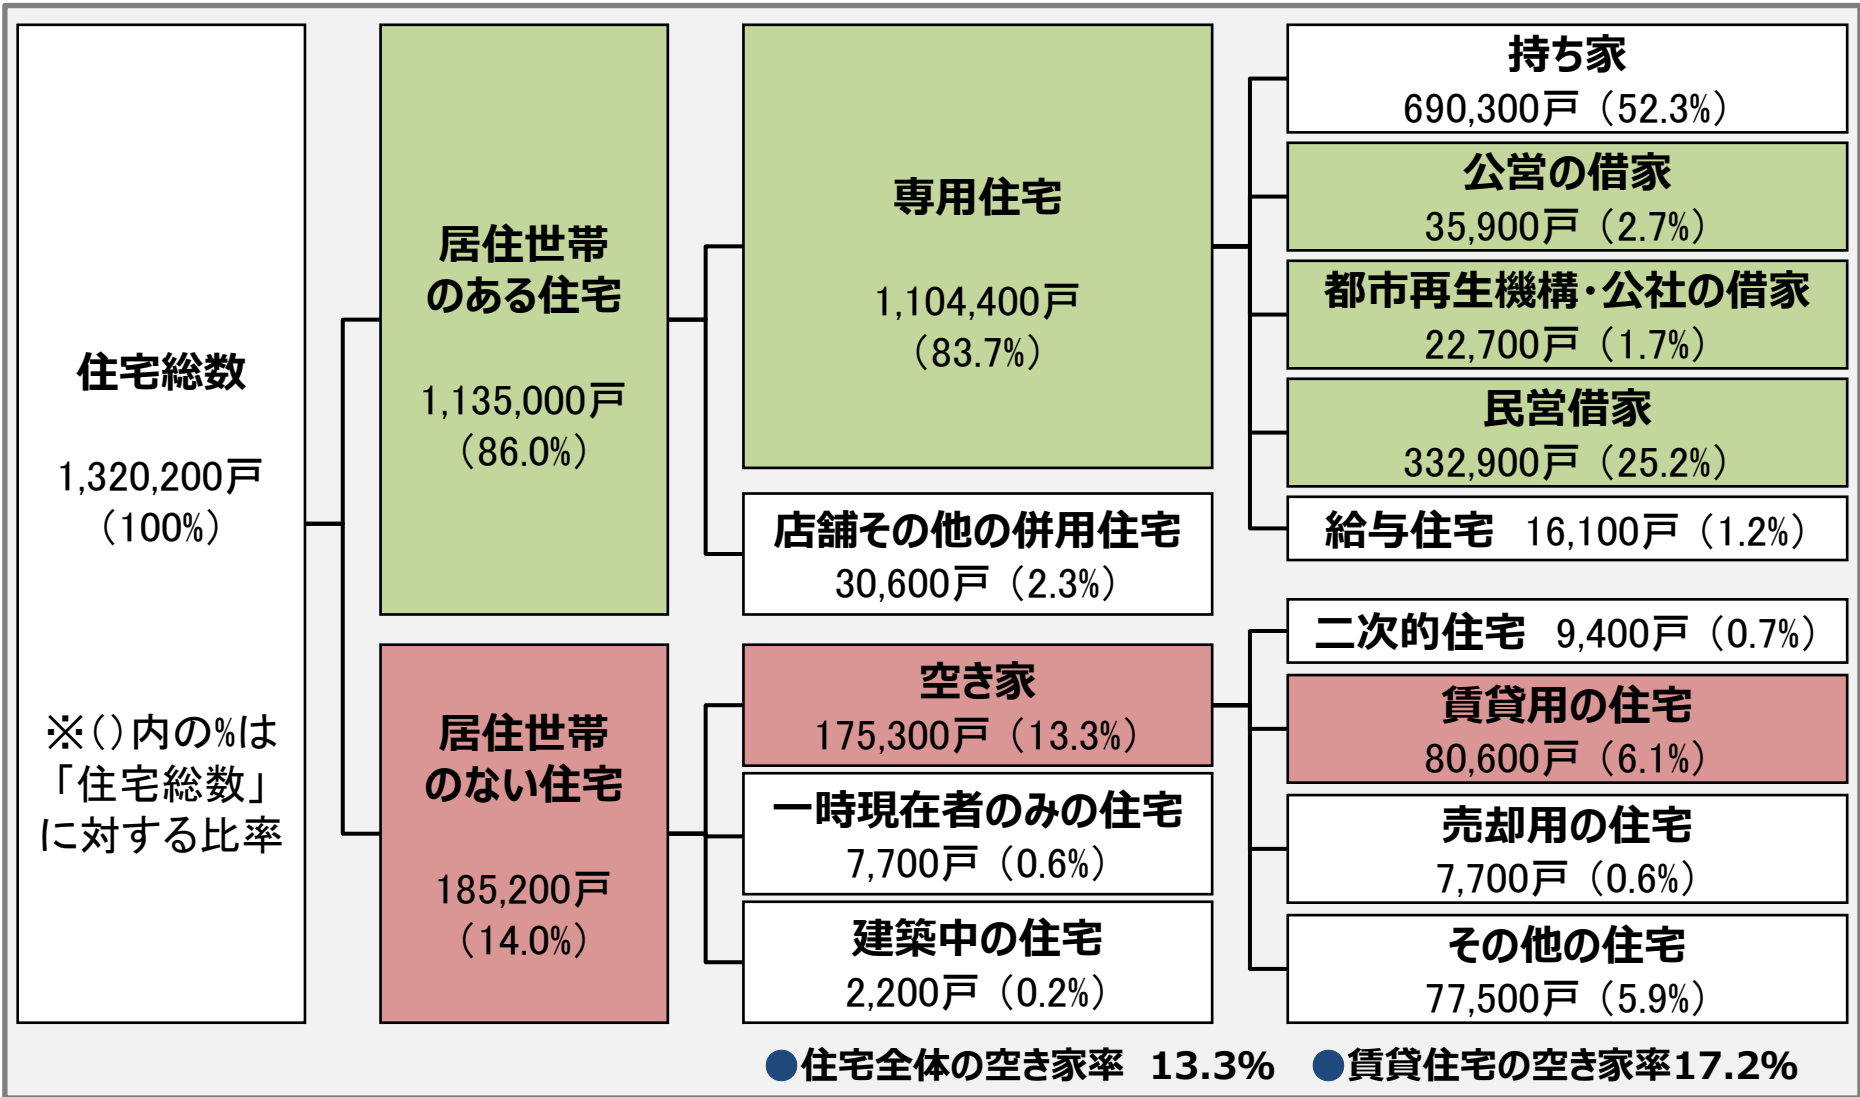 住宅総数
1,320,200戸
（100%）
※（）内の%は
「住宅総数」
に対する比率
居住世帯
のある住宅
1,135,000戸
（86.0%）
専用住宅
1,104,400戸
（83.7%）
持ち家
690,300戸（52.3%）
公営の借家
35,900戸（2.7%）
都市再生機構・公社の借家
22,700戸（1.7%）
民営借家
332,900戸（25.2%）
給与住宅 16,100戸（1.2%）
店舗その他の併用住宅
30,600戸（2.3%）
居住世帯
のない住宅
185,200戸
（14.0%）
空き家
175,300戸（13.3%）
二次的住宅 9,400戸（0.7%）
賃貸用の住宅
80,600戸（6.1%）
売却用の住宅
7,700戸（0.6%）
その他の住宅
77,500戸（5.9%）
一時現在者のみの住宅
7,700戸（0.6%）
建築中の住宅
2,200戸（0.2%）
●住宅全体の空き家率 13.3% ●賃貸住宅の空き家率17.2%